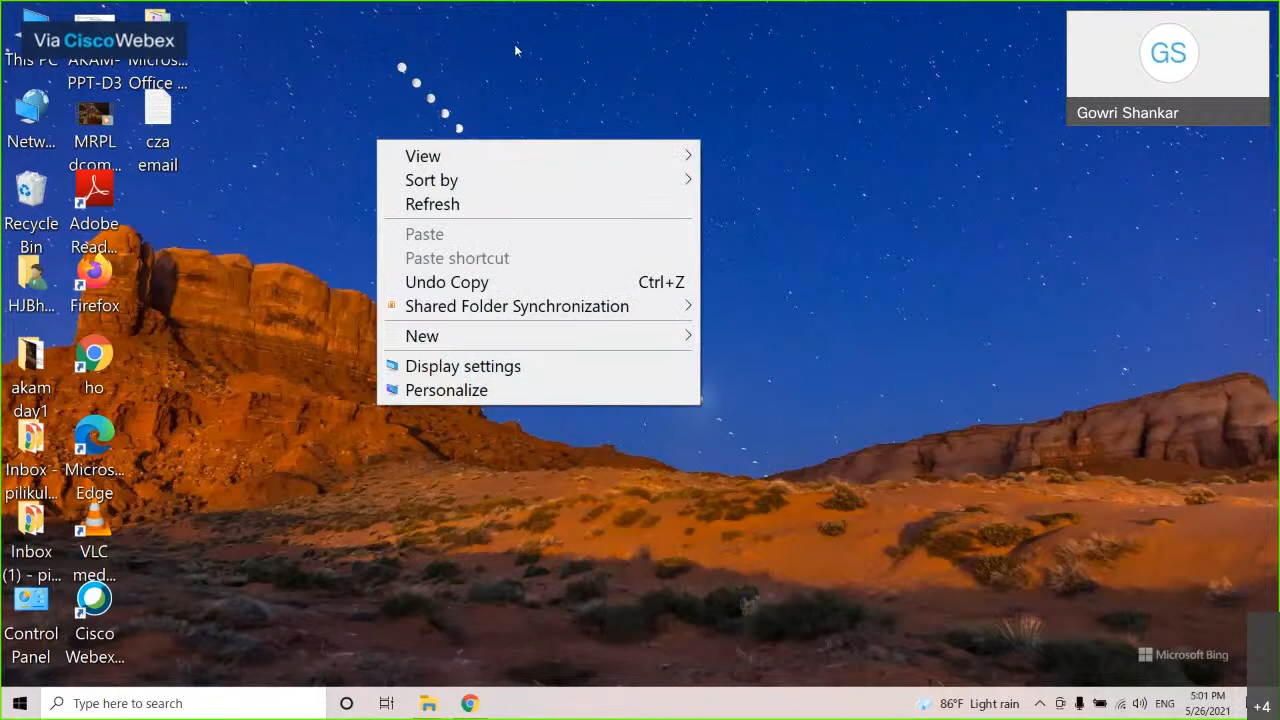 Via Cisco Webex
This PC
AKAM-
PPT-D3
Micros...
Office ...
Netw...
MRPL
dcom...
cza
email
Recycle
Bin
Adobe
Read...
HJBh...
Firefox
akam
day1
ho
Inbox -
pilikul...
Micros...
Edge
Inbox
(1) - pi...
VLC
med...
Control
Panel
Cisco
Webex...
View
Sort by
Refresh
Paste
Paste shortcut
Undo Copy Ctrl+Z
Shared Folder Synchronization
New
Display settings
Personalize
GS
Gowri Shankar
Microsoft Bing
Type here to search
86°F Light rain
ENG
5:01 PM
5/26/2021
+4